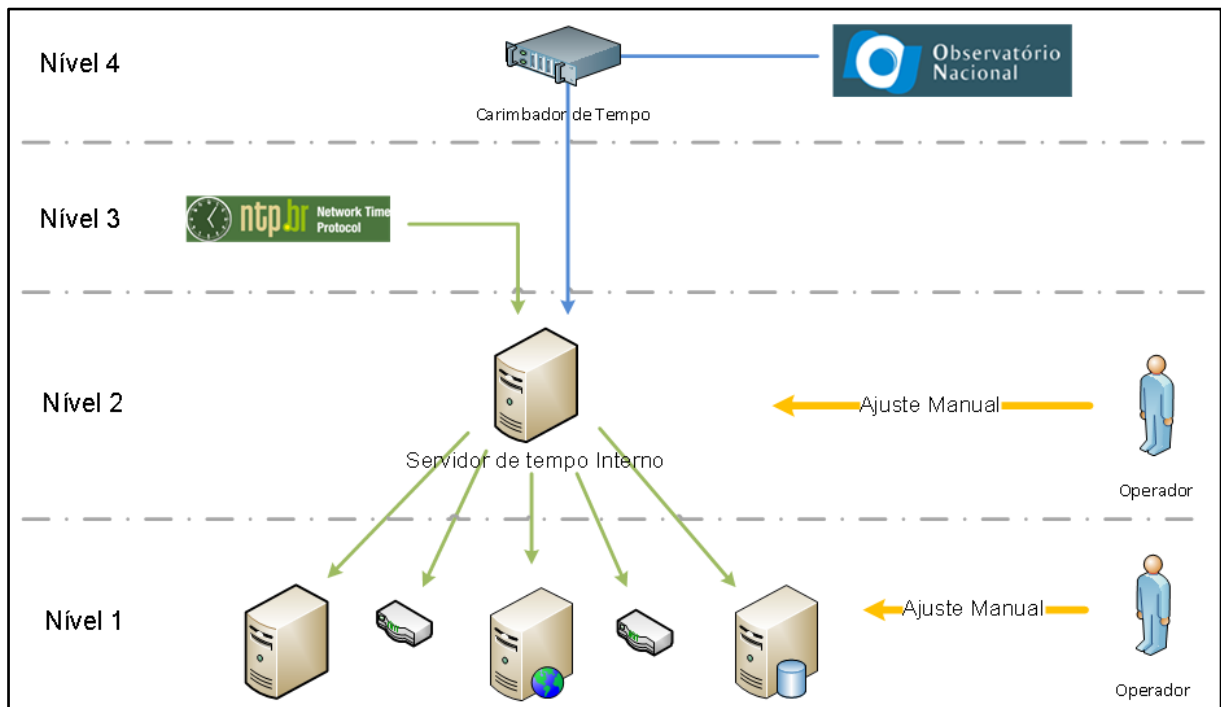 Nível 4
Carimbador de Tempo
Observatório
Nacional
Nível 3
ntp.br
Network Time
Protocol
Nível 2
Servidor de tempo Interno
Ajuste Manual
Operador
Nível 1
Ajuste Manual
Operador